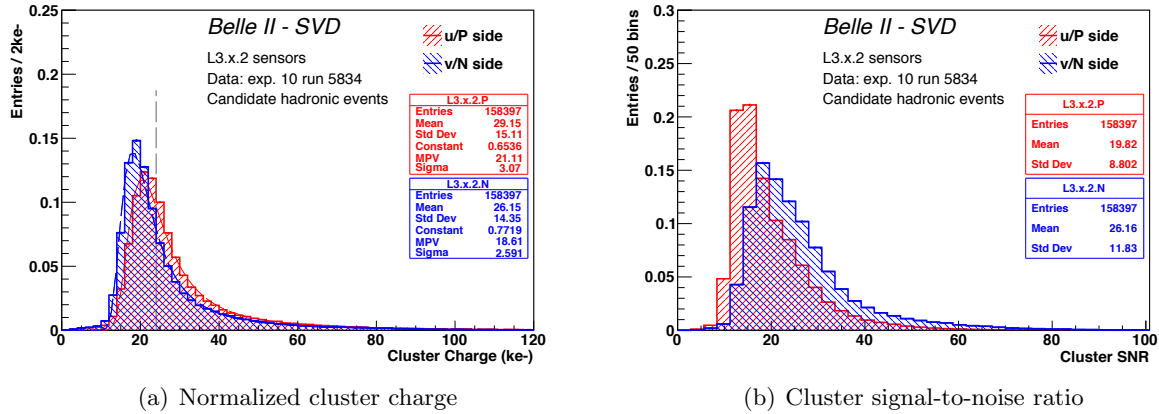 Belle II - SVD
L3.x.2 sensors
Data: exp. 10 run 5834
Candidate hadronic events
u/P side
v/N side
L3.x.2.P
Entries 158397
Mean 29.15
Std Dev 15.11
Constant 0.6536
MPV 21.11
Sigma 3.07
L3.x.2.N
Entries 158397
Mean 26.15
Std Dev 14.35
Constant 0.7719
MPV 18.61
Sigma 2.591
Entries / 2ke-
0.25
0.2
0.15
0.1
0.05
0
0 20 40 60 80 100 120
Cluster Charge (ke-)
(a) Normalized cluster charge
Belle II - SVD
L3.x.2 sensors
Data: exp. 10 run 5834
Candidate hadronic events
u/P side
v/N side
L3.x.2.P
Entries 158397
Mean 19.82
Std Dev 8.802
L3.x.2.N
Entries 158397
Mean 26.16
Std Dev 11.83
Entries / 50 bins
0.3
0.25
0.2
0.15
0.1
0.05
0
0 20 40 60 80 100
Cluster SNR
(b) Cluster signal-to-noise ratio